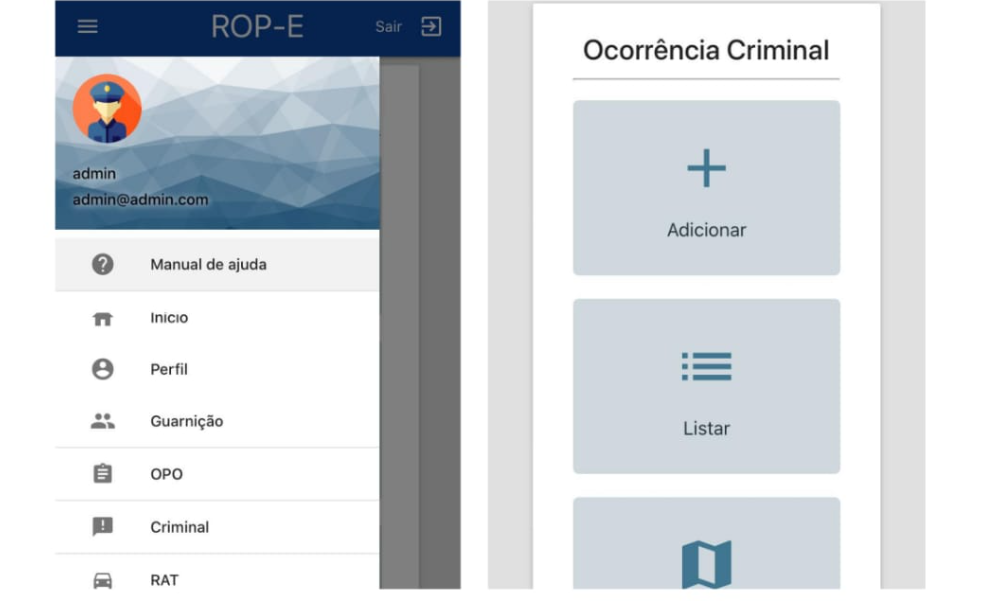 ROP-E
Sair
admin
admin@admin.com
Manual de ajuda
Início
Perfil
Guarnição
OPO
Criminal
RAT
Ocorrência Criminal
Adicionar
Listar